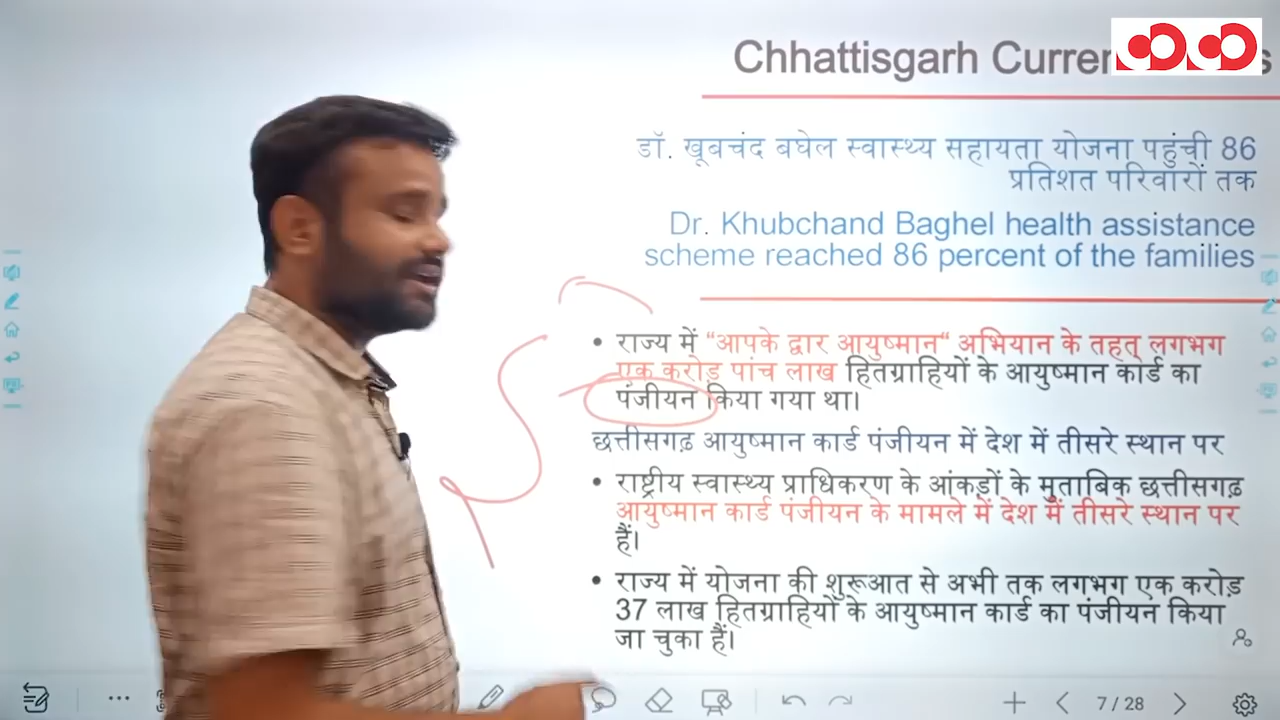 Chhattisgarh Curren
डॉ. खूबचंद बघेल स्वास्थ्य सहायता योजना पहुंची 86
प्रतिशत परिवारों तक
Dr. Khubchand Baghel health assistance
scheme reached 86 percent of the families
• राज्य में "आपके द्वार आयुष्मान" अभियान के तहत् लगभग
एक करोड़ पांच लाख हितग्राहियों के आयुष्मान कार्ड का
पंजीयन किया गया था।
छत्तीसगढ़ आयुष्मान कार्ड पंजीयन में देश में तीसरे स्थान पर
• राष्ट्रीय स्वास्थ्य प्राधिकरण के आंकड़ों के मुताबिक छत्तीसगढ़
आयुष्मान कार्ड पंजीयन के मामले में देश में तीसरे स्थान पर
हैं।
• राज्य में योजना की शुरूआत से अभी तक लगभग एक करोड़
37 लाख हितग्राहियों के आयुष्मान कार्ड का पंजीयन किया
जा चुका हैं।
7 / 28